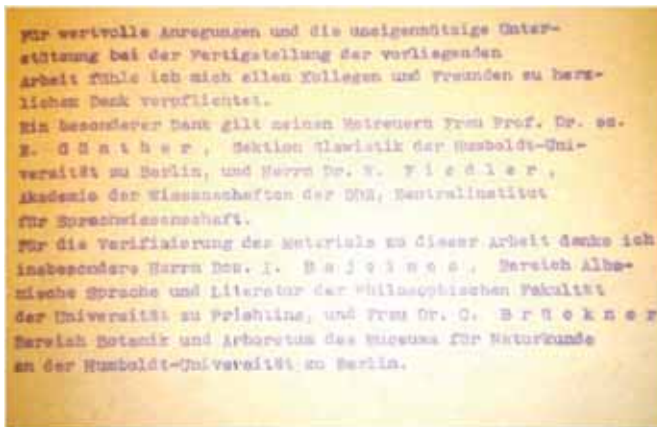 Für wertvolle Anregungen und die uneigennützige Unter-
stützung bei der Fertigstellung der vorliegenden
Arbeit fühle ich mich allen Kollegen und Freunden zu herz-
lichem Dank verpflichtet.
Ein besonderer Dank gilt meinen Betreuern Frau Prof. Dr. sc.
E. G ü n t h e r , Sektion Slawistik der Humboldt-Uni-
versität zu Berlin, und Herrn Dr. W. F i e d l e r ,
Akademie der Wissenschaften der DDR, Zentralinstitut
für Sprachwissenschaft.
Für die Verifizierung des Materials zu dieser Arbeit danke ich
insbesondere Herrn Doz. I. Bereich Alba-
nische Sprache und Literatur der Philosophischen Fakultät
der Universität zu Prishtina, und Frau Dr. G. B r ü c k n e r
Bereich Botanik und Arboretum des Museums für Naturkunde
an der Humboldt-Universität zu Berlin.